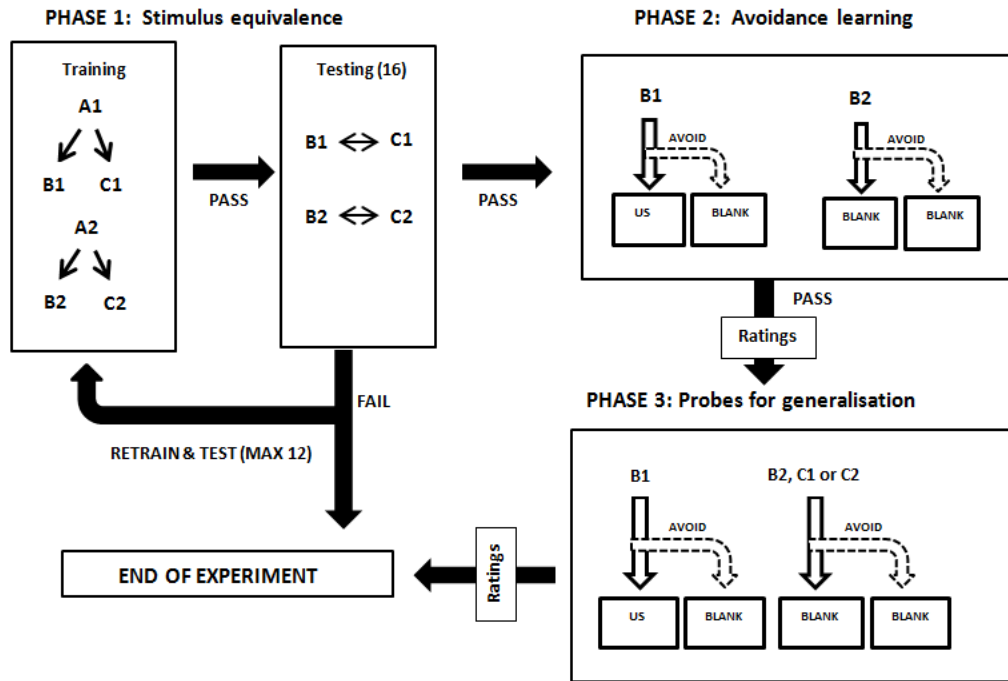 PHASE 1: Stimulus equivalence
Training
A1
B1 C1
A2
B2 C2
PASS
Testing (16)
B1 C1
B2 C2
PASS
FAIL
RETRAIN & TEST (MAX 12)
PHASE 2: Avoidance learning
B1
AVOID
US
BLANK
B2
AVOID
BLANK
BLANK
PASS
Ratings
PHASE 3: Probes for generalisation
B1
AVOID
US
BLANK
B2, C1 or C2
AVOID
BLANK
BLANK
Ratings
END OF EXPERIMENT